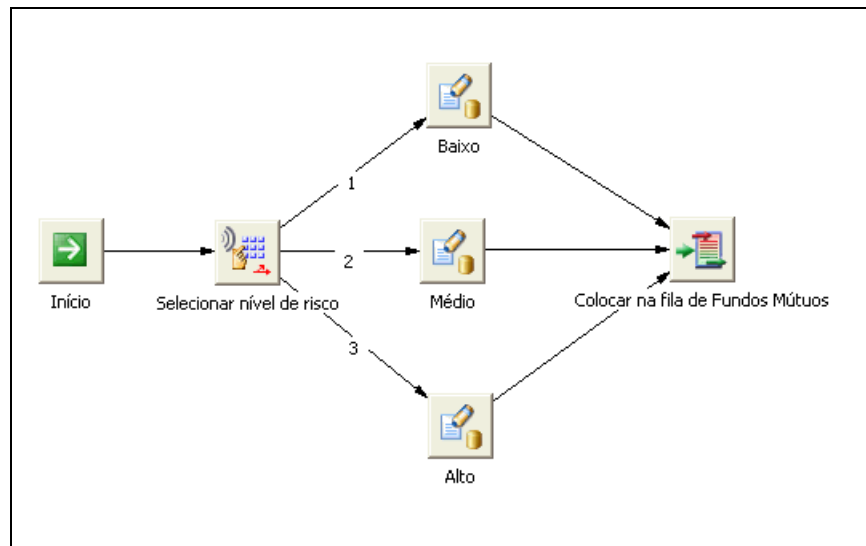 Baixo
1
Início
Selecionar nível de risco
2
Médio
Colocar na fila de Fundos Mútuos
3
Alto